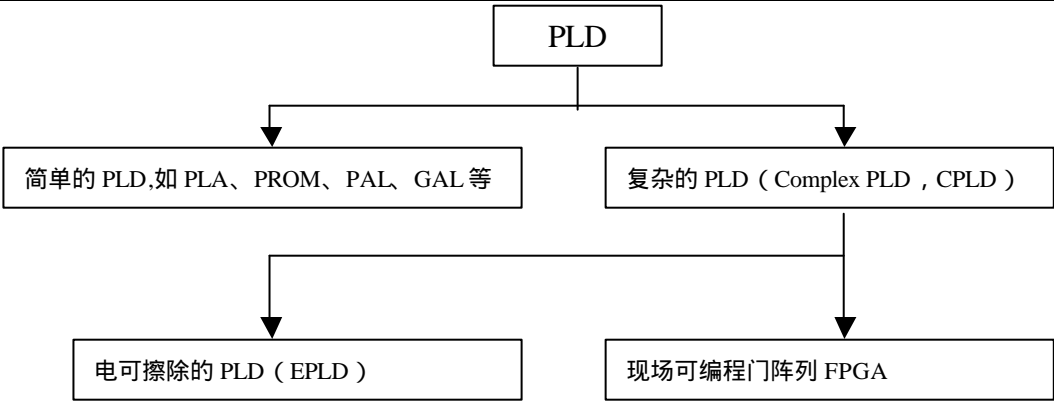 PLD
简单的 PLD,如 PLA、PROM、PAL、GAL 等
复杂的 PLD（Complex PLD，CPLD）
电可擦除的 PLD（EPLD）
现场可编程门阵列 FPGA